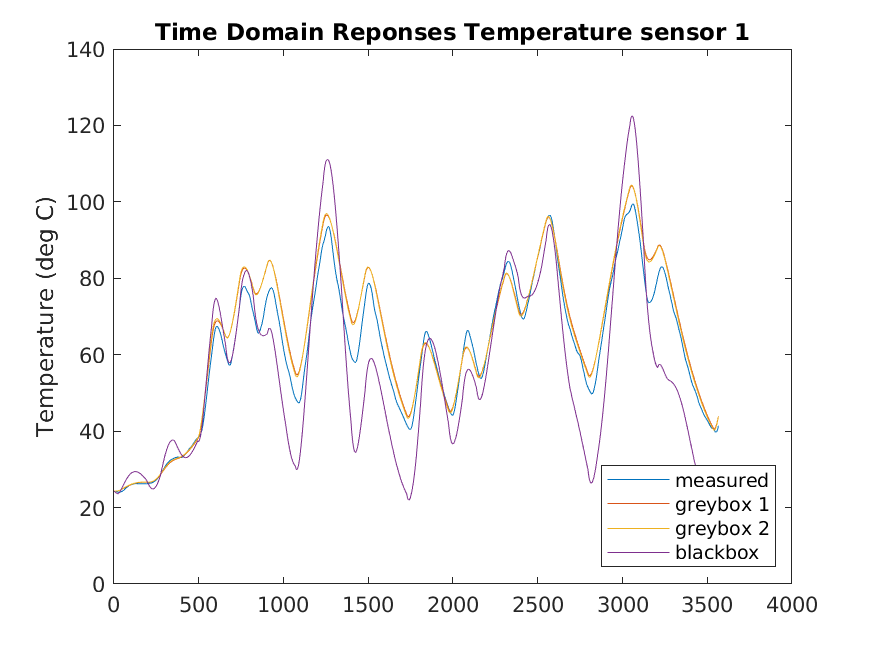 Time Domain Reponses Temperature sensor 1
Temperature (deg C)
140
120
100
80
60
40
20
0
measured
greybox 1
greybox 2
blackbox
0 500 1000 1500 2000 2500 3000 3500 4000